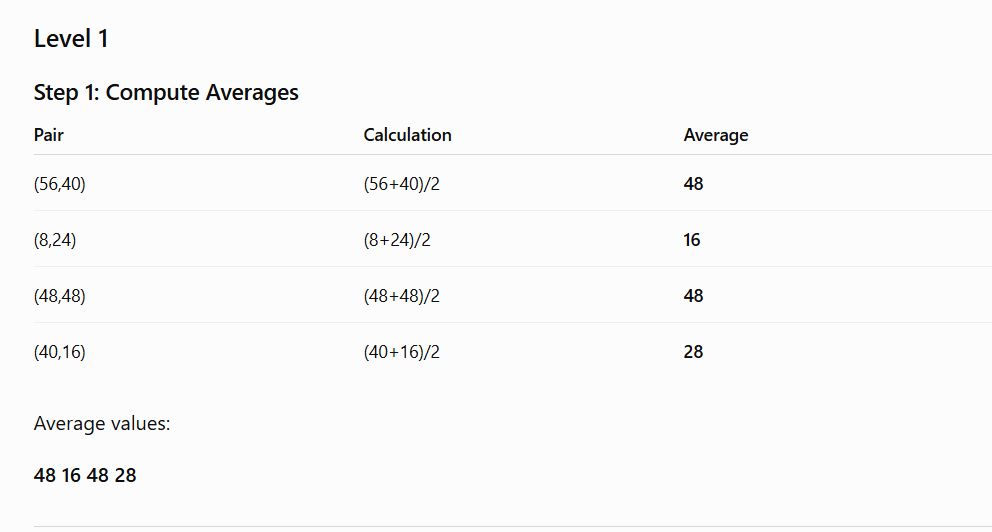 Level 1
Step 1: Compute Averages
Pair Calculation Average
(56,40) (56+40)/2 48
(8,24) (8+24)/2 16
(48,48) (48+48)/2 48
(40,16) (40+16)/2 28
Average values:
48 16 48 28